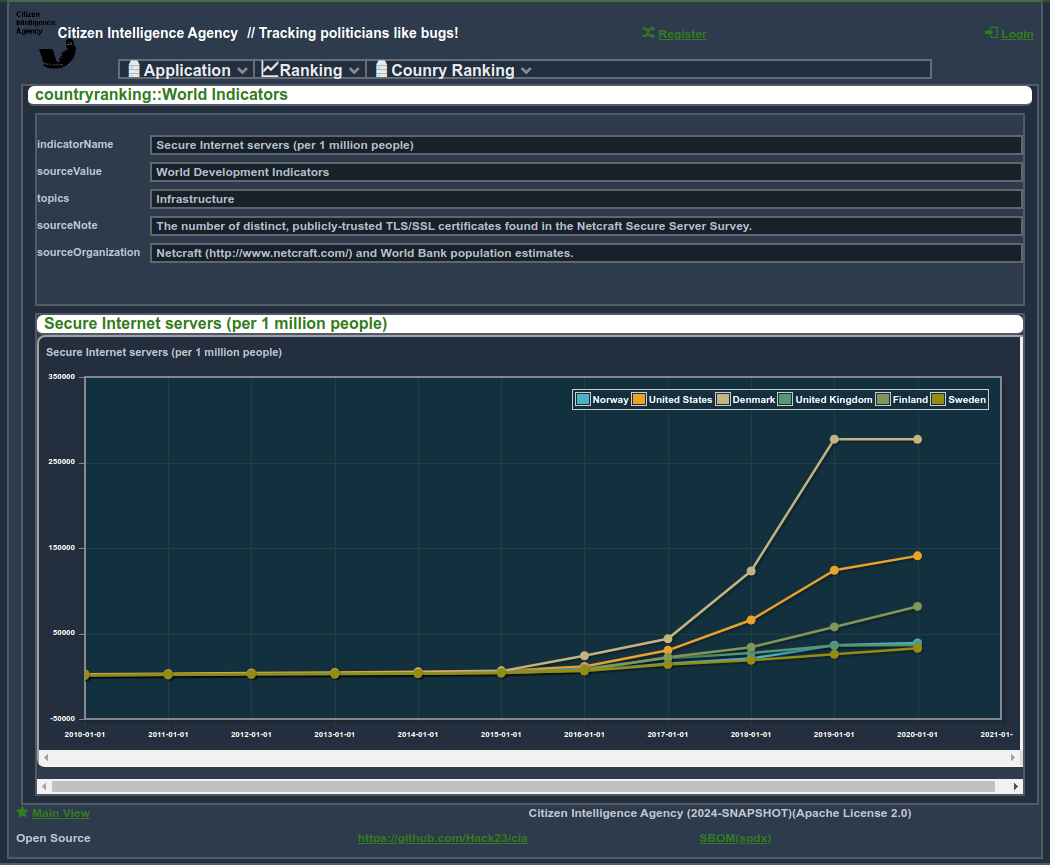 Citizen
Intelligence
Agency
Citizen Intelligence Agency // Tracking politicians like bugs!
Register
Login
Application
Ranking
Counry Ranking
countryranking::World Indicators
indicatorName
Secure Internet servers (per 1 million people)
sourceValue
World Development Indicators
topics
Infrastructure
sourceNote
The number of distinct, publicly-trusted TLS/SSL certificates found in the Netcraft Secure Server Survey.
sourceOrganization
Netcraft (http://www.netcraft.com/) and World Bank population estimates.
Secure Internet servers (per 1 million people)
Secure Internet servers (per 1 million people)
350000
250000
150000
50000
-50000
Norway United States Denmark United Kingdom Finland Sweden
2010-01-01 2011-01-01 2012-01-01 2013-01-01 2014-01-01 2015-01-01 2016-01-01 2017-01-01 2018-01-01 2019-01-01 2020-01-01 2021-01-
Main View
Citizen Intelligence Agency (2024-SNAPSHOT)(Apache License 2.0)
Open Source
https://github.com/Hack23/cia
SBOM(spdx)